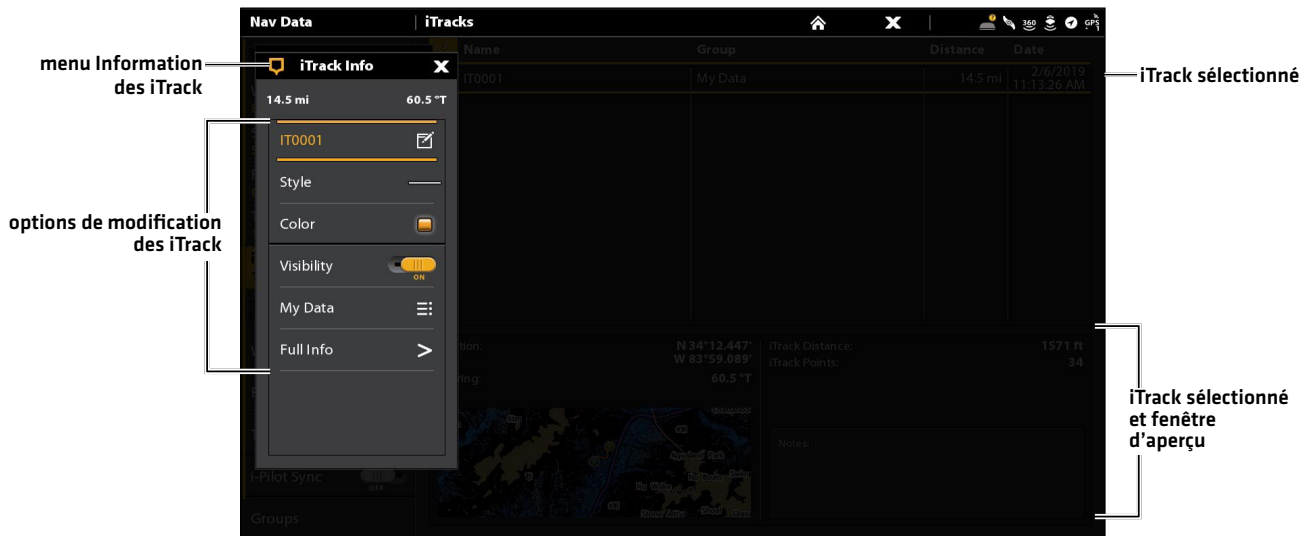 Nav Data
iTracks
360
GPS
Name
Group
Distance
Date
menu Information
des iTrack
iTrack Info
IT0001
My Data
14.5 mi
2/6/2019
11:13:26 AM
iTrack sélectionné
14.5 mi
60.5 °T
IT0001
Style
options de modification
des iTrack
Color
Visibility
ON
My Data
Full Info
N 34°12.447'
W 83°59.089'
60.5 °T
iTrack Distance:
1571 ft
iTrack Points:
34
iTrack sélectionné
et fenêtre
d'aperçu
Notes:
i-Pilot Sync
OFF
Groups